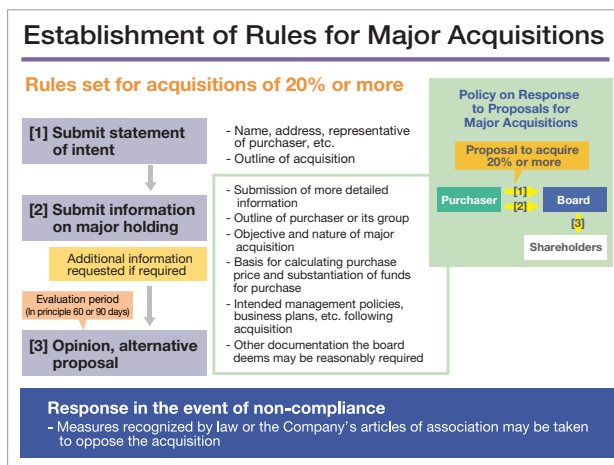 Establishment of Rules for Major Acquisitions
Rules set for acquisitions of 20% or more
[1] Submit statement
of intent
- Name, address, representative
of purchaser, etc.
- Outline of acquisition
[2] Submit information
on major holding
Additional information
requested if required
- Submission of more detailed
information
- Outline of purchaser or its group
- Objective and nature of major
acquisition
- Basis for calculating purchase
price and substantiation of funds
for purchase
- Intended management policies,
business plans, etc. following
acquisition
- Other documentation the board
deems may be reasonably required
Evaluation period
(In principle 60 or 90 days)
[3] Opinion, alternative
proposal
Policy on Response
to Proposals for
Major Acquisitions
Proposal to acquire
20% or more
Purchaser
[1]
[2]
Board
[3]
Shareholders
Response in the event of non-compliance
- Measures recognized by law or the Company's articles of association may be taken
to oppose the acquisition